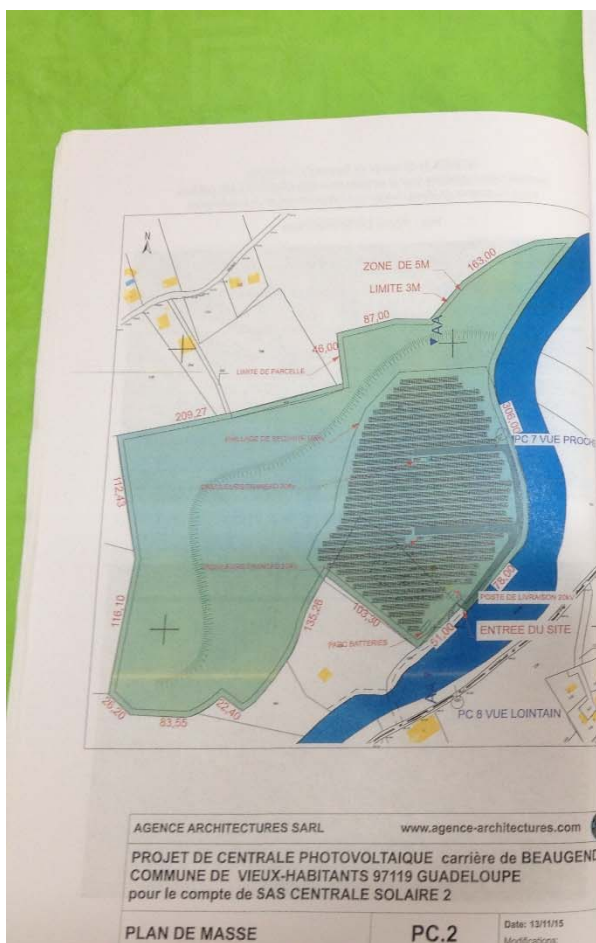 N
ZONE DE 5M
163,00
LIMITE 3M
87,00
AA
46,00
LIMITE DE PARCELLE
209,27
306,00
PC 7 VUE PROCH
112,43
78,00
POSTE DE LIVRAISON 20kV
116,10
135,26
103,30
51,00
ENTREE DU SITE
PARC BATTERIES
26,20
83,55
22,40
PC 8 VUE LOINTAIN
AGENCE ARCHITECTURES SARL
www.agence-architectures.com
PROJET DE CENTRALE PHOTOVOLTAIQUE carrière de BEAUGEND
COMMUNE DE VIEUX-HABITANTS 97119 GUADELOUPE
pour le compte de SAS CENTRALE SOLAIRE 2
PLAN DE MASSE
PC.2
Date: 13/11/15
Modifications: